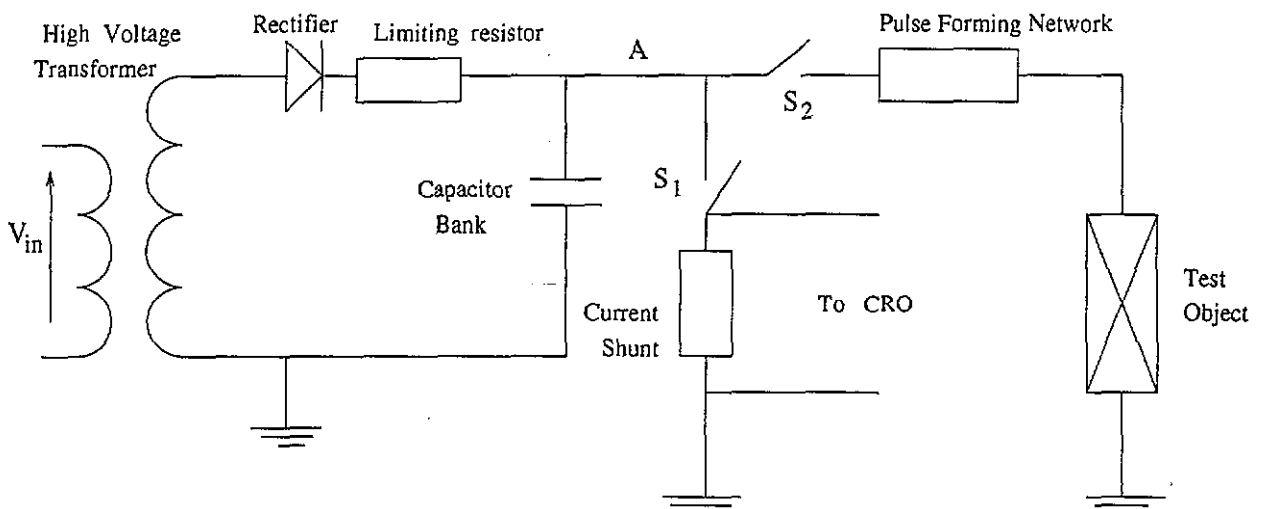 High Voltage
Transformer
Rectifier
Limiting resistor
A
Pulse Forming Network
S2
S1
Capacitor
Bank
Vin
Current
Shunt
To CRO
Test
Object